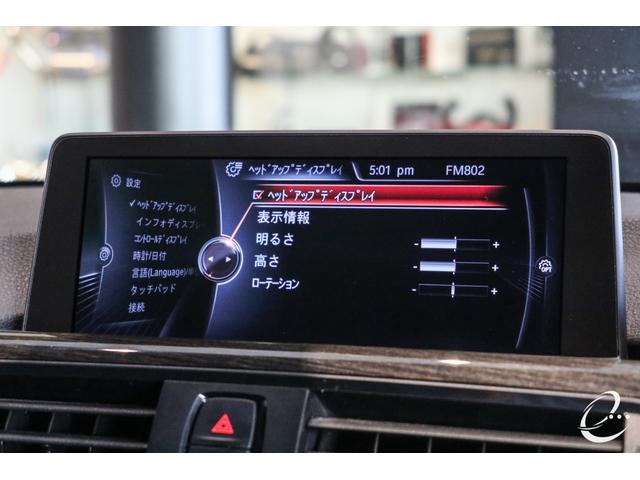 ﾍｯﾄﾞｱｯﾌﾟﾃﾞｨｽﾌﾟﾚｲ 5:01 pm FM802
設定
✓ ﾍｯﾄﾞｱｯﾌﾟﾃﾞｨｽﾌﾟﾚｲ
インフォディスプレ
ｺﾝﾄﾛｰﾙﾃﾞｨｽﾌﾟﾚｲ
時計/日付
言語(Language)/
タッチパッド
接続
ﾍｯﾄﾞｱｯﾌﾟﾃﾞｨｽﾌﾟﾚｲ
表示情報
明るさ - +
高さ - +
ﾛｰﾃｰｼｮﾝ - +
OPT